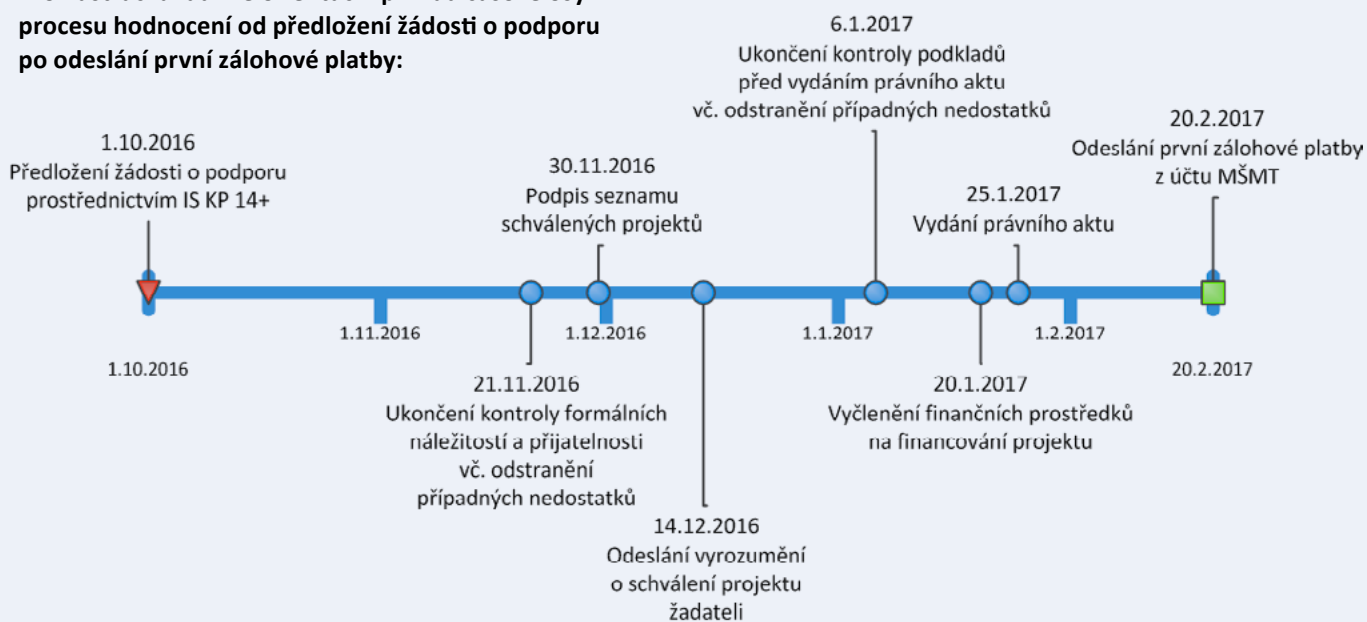 procesu hodnocení od předložení žádosti o podporu
po odeslání první zálohové platby:
1.10.2016
Předložení žádosti o podporu
prostřednictvím IS KP 14+
30.11.2016
Podpis seznamu
schválených projektů
6.1.2017
Ukončení kontroly podkladů
před vydáním právního aktu
vč. odstranění případných nedostatků
25.1.2017
Vydání právního aktu
20.2.2017
Odeslání první zálohové platby
z účtu MŠMT
1.10.2016
1.11.2016
1.12.2016
1.1.2017
1.2.2017
20.2.2017
21.11.2016
Ukončení kontroly formálních
náležitostí a přijatelnosti
vč. odstranění
případných nedostatků
14.12.2016
Odeslání vyrozumění
o schválení projektu
žadateli
20.1.2017
Vyčlenění finančních prostředků
na financování projektu